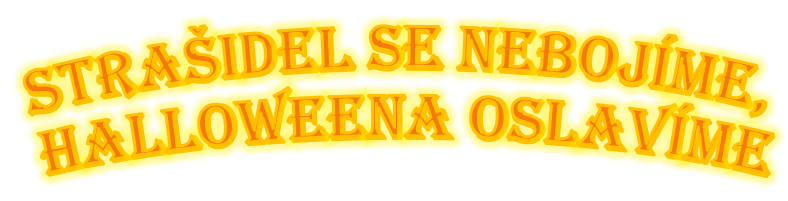 STRAŠIDEL SE NEBOJÍME,
HALLOWEENA OSLAVÍME